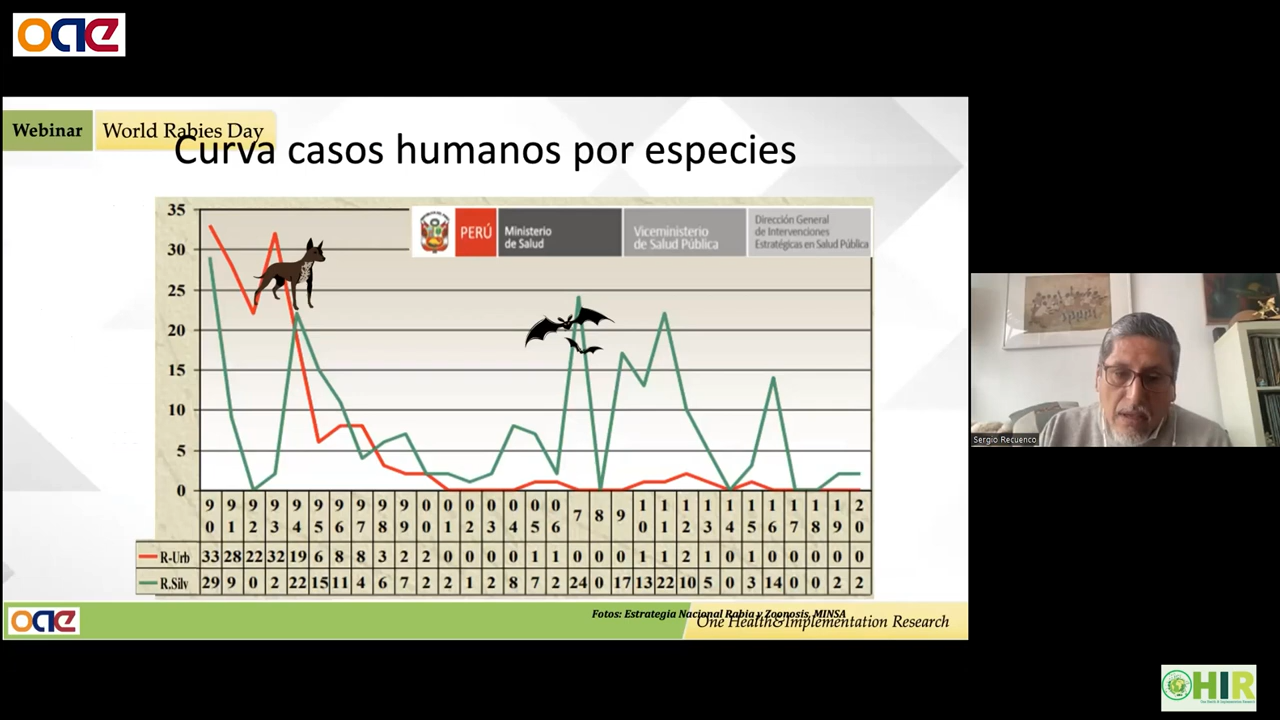 oae
Webinar
World Rabies Day
Curva casos humanos por especies
PERÚ
Ministerio
de Salud
Viceministerio
de Salud Pública
Dirección General
de Intervenciones
Estratégicas en Salud Pública
35
30
25
20
15
10
5
0
90 91 92 93 94 95 96 97 98 99 00 01 02 03 04 05 06 7 8 9 10 11 12 13 14 15 16 17 18 19 20
R-Urb 33 28 22 32 19 6 8 8 3 2 2 0 0 0 0 1 1 0 0 0 1 1 2 1 0 1 0 0 0 0 0
R.Silv 29 9 0 2 22 15 11 4 6 7 2 2 1 2 8 7 2 24 0 17 13 22 10 5 0 3 14 0 0 2 2
Fotos: Estrategia Nacional Rabia y Zoonosis, MINSA
oae
One Health&Implementation Research
Sergio Recuenco
OHIR